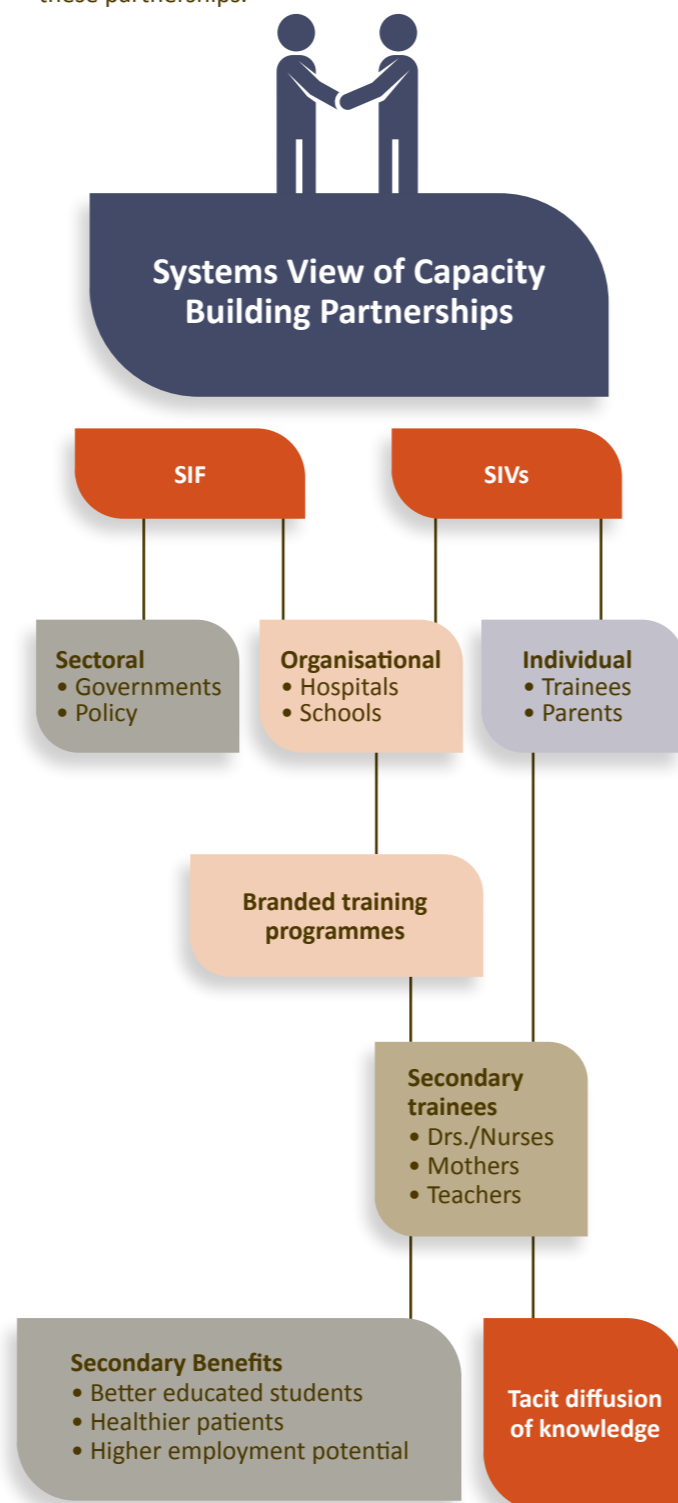 these partnerships.
Systems View of Capacity
Building Partnerships
SIF
SIVs
Sectoral
• Governments
• Policy
Organisational
• Hospitals
• Schools
Individual
• Trainees
• Parents
Branded training
programmes
Secondary
trainees
• Drs./Nurses
• Mothers
• Teachers
Secondary Benefits
• Better educated students
• Healthier patients
• Higher employment potential
Tacit diffusion
of knowledge